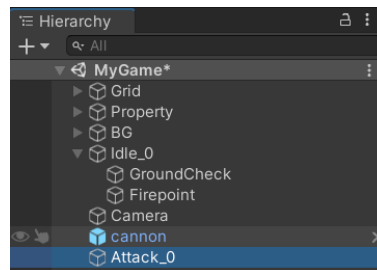 Hierarchy
All
MyGame*
Grid
Property
BG
Idle_0
GroundCheck
Firepoint
Camera
cannon
Attack_0